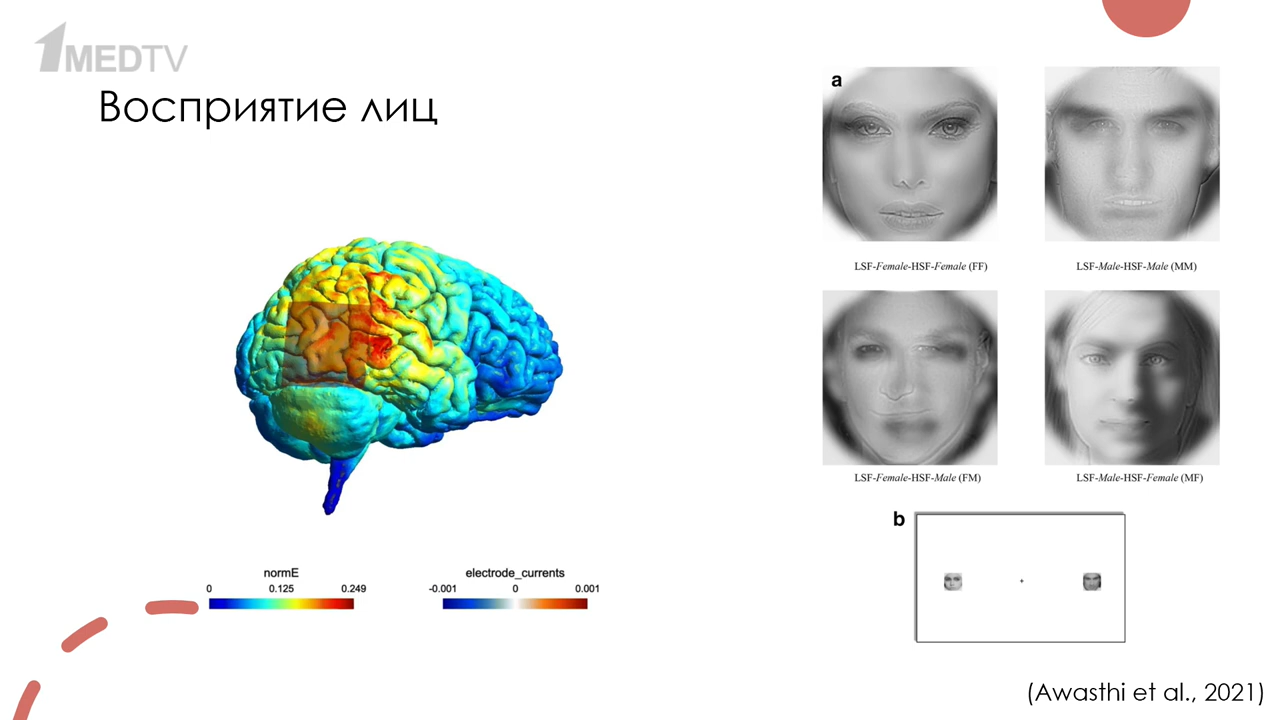 1MEDTV
Восприятие лиц
a
LSF-Female-HSF-Female (FF)
LSF-Male-HSF-Male (MM)
LSF-Female-HSF-Male (FM)
LSF-Male-HSF-Female (MF)
b
normE
0 0.125 0.249
electrode_currents
-0.001 0 0.001
(Awasthi et al., 2021)